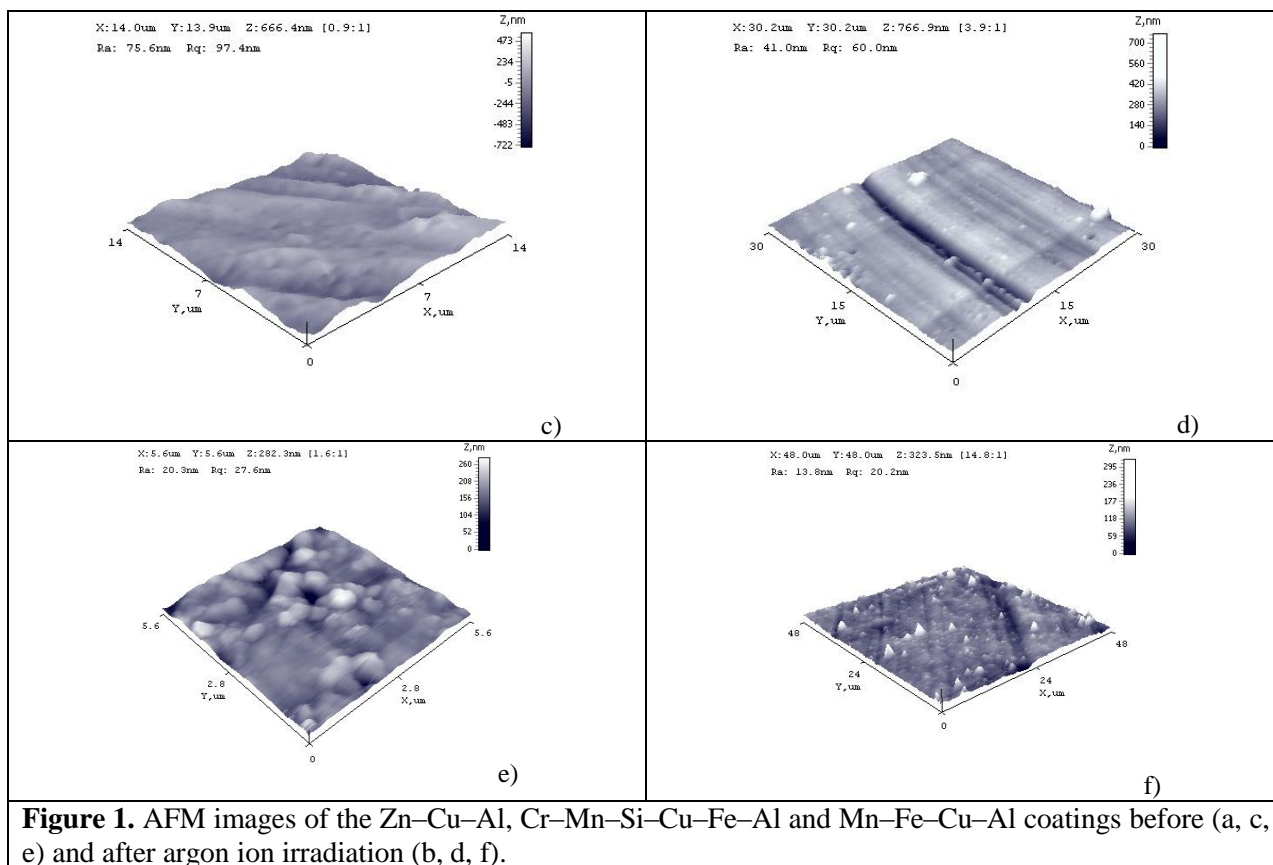 X:14.0um Y:13.9um Z:666.4nm [0.9:1]
Ra: 75.6nm Rq: 97.4nm
Z,nm
473
234
-5
-244
-483
-722
14
7
Y,um
0
7
X,um
14
c)
X:30.2um Y:30.2um Z:766.9nm [3.9:1]
Ra: 41.0nm Rq: 60.0nm
Z,nm
700
560
420
280
140
0
30
15
Y,um
0
15
X,um
30
d)
X:5.6um Y:5.6um Z:282.3nm [1.6:1]
Ra: 20.3nm Rq: 27.6nm
Z,nm
260
208
156
104
52
0
5.6
2.8
Y,um
0
2.8
X,um
5.6
e)
X:48.0um Y:48.0um Z:323.5nm [14.8:1]
Ra: 13.8nm Rq: 20.2nm
Z,nm
295
236
177
118
59
0
48
24
Y,um
0
24
X,um
48
f)
Figure 1. AFM images of the Zn–Cu–Al, Cr–Mn–Si–Cu–Fe–Al and Mn–Fe–Cu–Al coatings before (a, c,
e) and after argon ion irradiation (b, d, f).